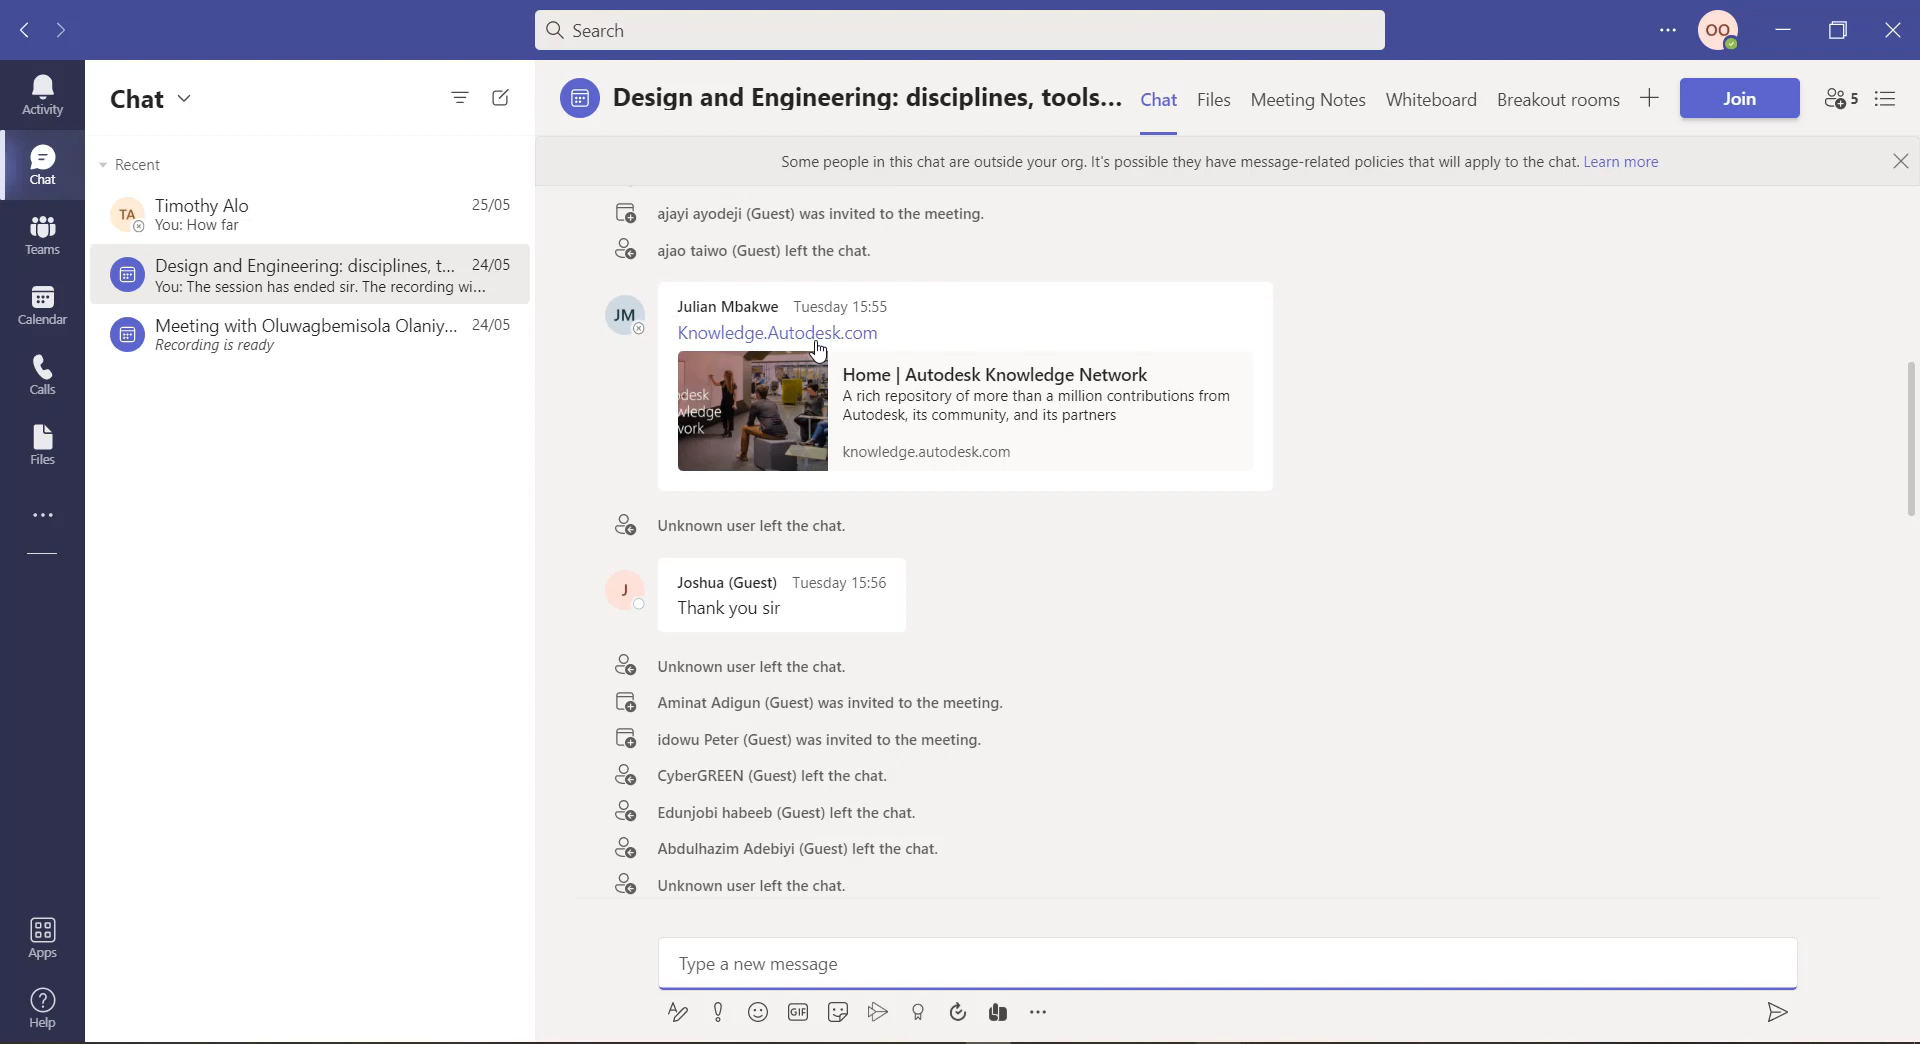 Search
OO
Activity
Chat
Teams
Calendar
Calls
Files
Apps
Help
Chat
Recent
TA
Timothy Alo
25/05
You: How far
Design and Engineering: disciplines, t...
24/05
You: The session has ended sir. The recording wi...
Meeting with Oluwagbemisola Olaniy...
24/05
Recording is ready
Design and Engineering: disciplines, tools...
Chat
Files
Meeting Notes
Whiteboard
Breakout rooms
Join
5
Some people in this chat are outside your org. It's possible they have message-related policies that will apply to the chat. Learn more
ajayi ayodeji (Guest) was invited to the meeting.
ajao taiwo (Guest) left the chat.
JM
Julian Mbakwe Tuesday 15:55
Knowledge.Autodesk.com
desk
wledge
work
Home | Autodesk Knowledge Network
A rich repository of more than a million contributions from
Autodesk, its community, and its partners
knowledge.autodesk.com
Unknown user left the chat.
J
Joshua (Guest) Tuesday 15:56
Thank you sir
Unknown user left the chat.
Aminat Adigun (Guest) was invited to the meeting.
idowu Peter (Guest) was invited to the meeting.
CyberGREEN (Guest) left the chat.
Edunjobi habeeb (Guest) left the chat.
Abdulhazim Adebiyi (Guest) left the chat.
Unknown user left the chat.
Type a new message
GIF